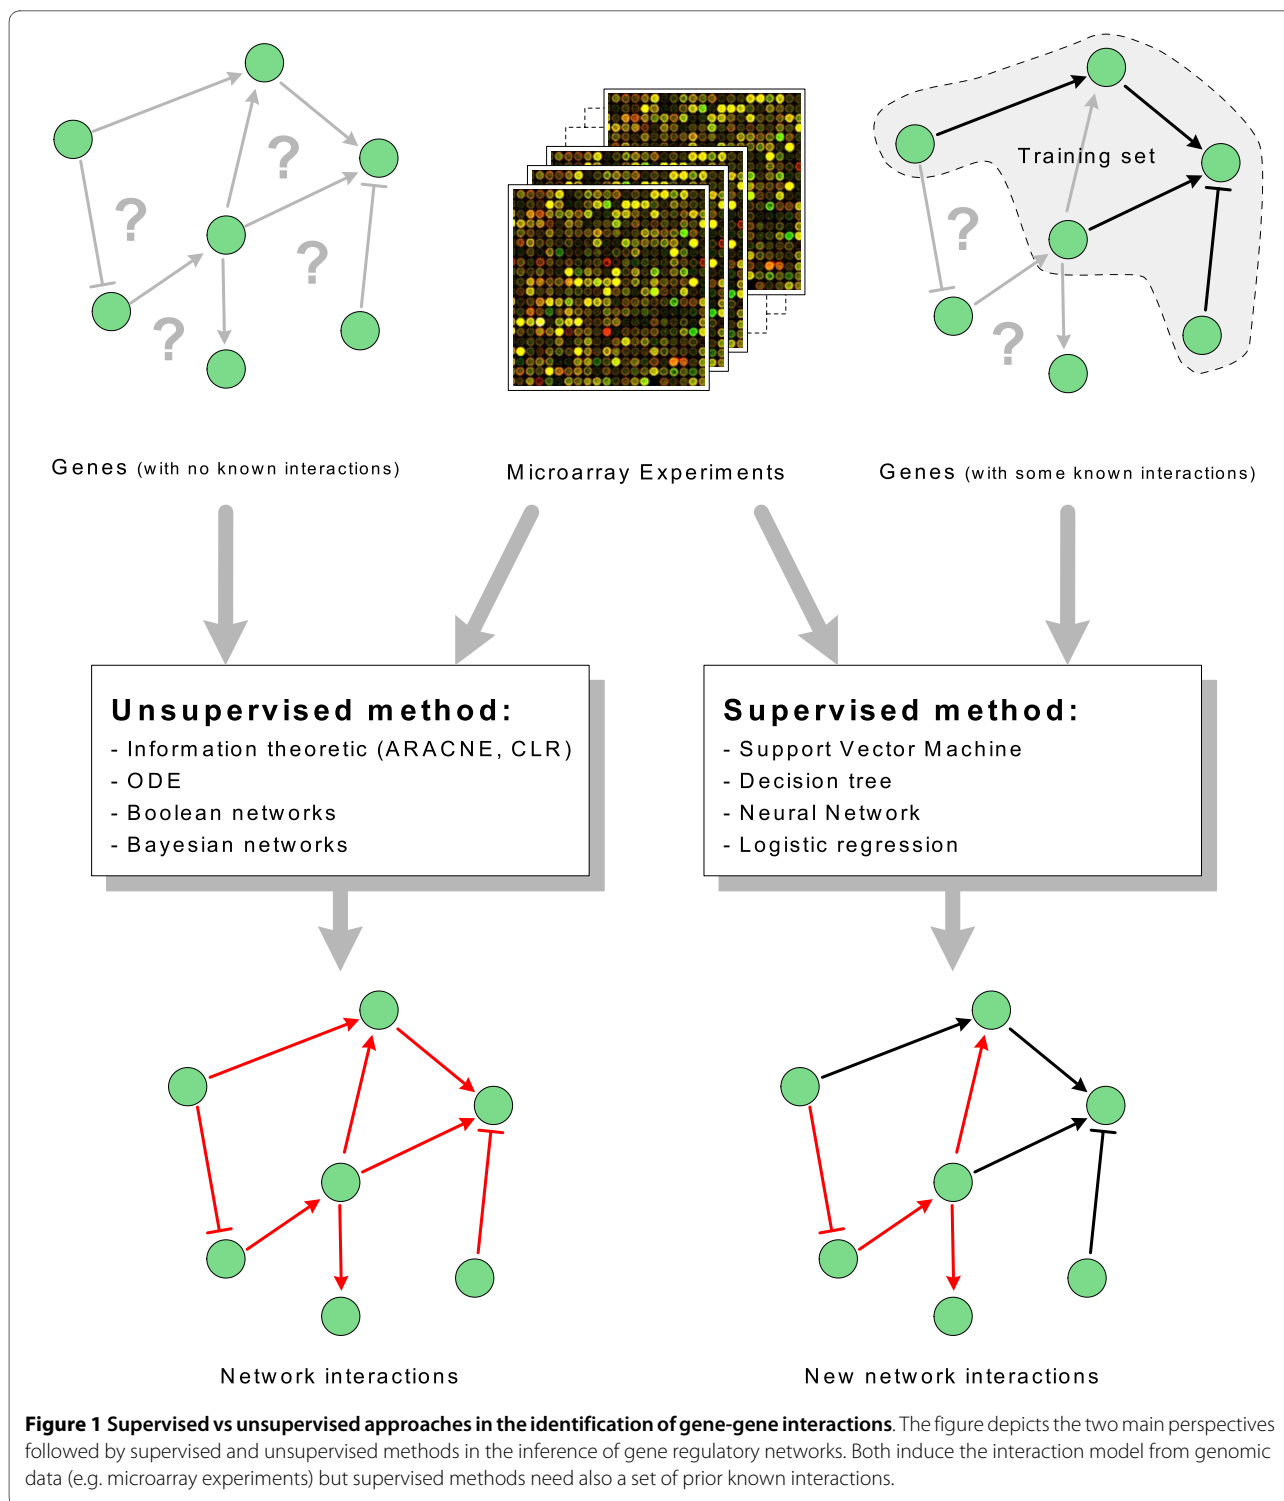 ?
?
?
?
Training set
?
?
Genes (with no known interactions)
Microarray Experiments
Genes (with some known interactions)
Unsupervised method:
- Information theoretic (ARACNE, CLR)
- ODE
- Boolean networks
- Bayesian networks
Supervised method:
- Support Vector Machine
- Decision tree
- Neural Network
- Logistic regression
Network interactions
New network interactions
Figure 1 Supervised vs unsupervised approaches in the identification of gene-gene interactions. The figure depicts the two main perspectives
followed by supervised and unsupervised methods in the inference of gene regulatory networks. Both induce the interaction model from genomic
data (e.g. microarray experiments) but supervised methods need also a set of prior known interactions.